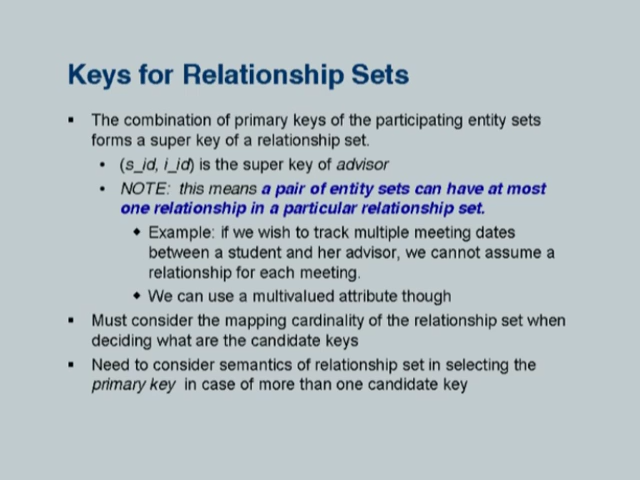 Keys for Relationship Sets
▪ The combination of primary keys of the participating entity sets
forms a super key of a relationship set.
• (s_id, i_id) is the super key of advisor
• NOTE: this means a pair of entity sets can have at most
one relationship in a particular relationship set.
◆ Example: if we wish to track multiple meeting dates
between a student and her advisor, we cannot assume a
relationship for each meeting.
◆ We can use a multivalued attribute though
▪ Must consider the mapping cardinality of the relationship set when
deciding what are the candidate keys
▪ Need to consider semantics of relationship set in selecting the
primary key in case of more than one candidate key